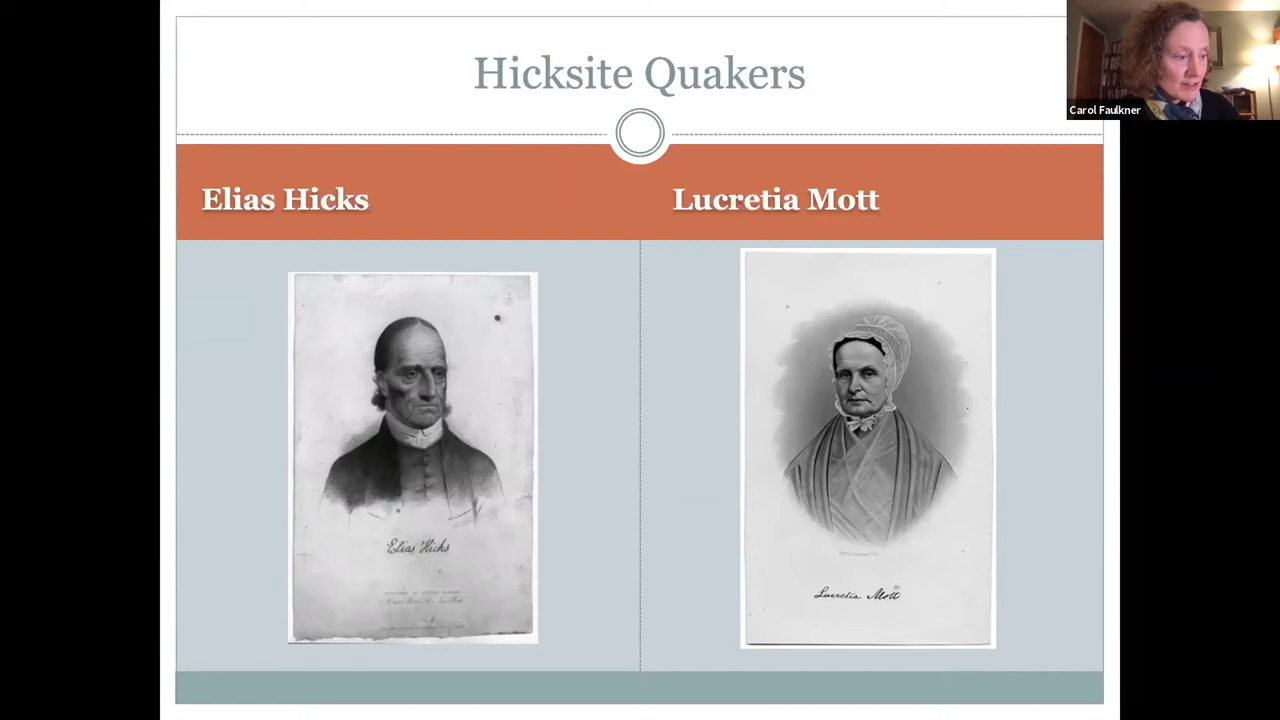 Hicksite Quakers
Carol Faulkner
Elias Hicks
Lucretia Mott
Elias Hicks
Lucretia Mott